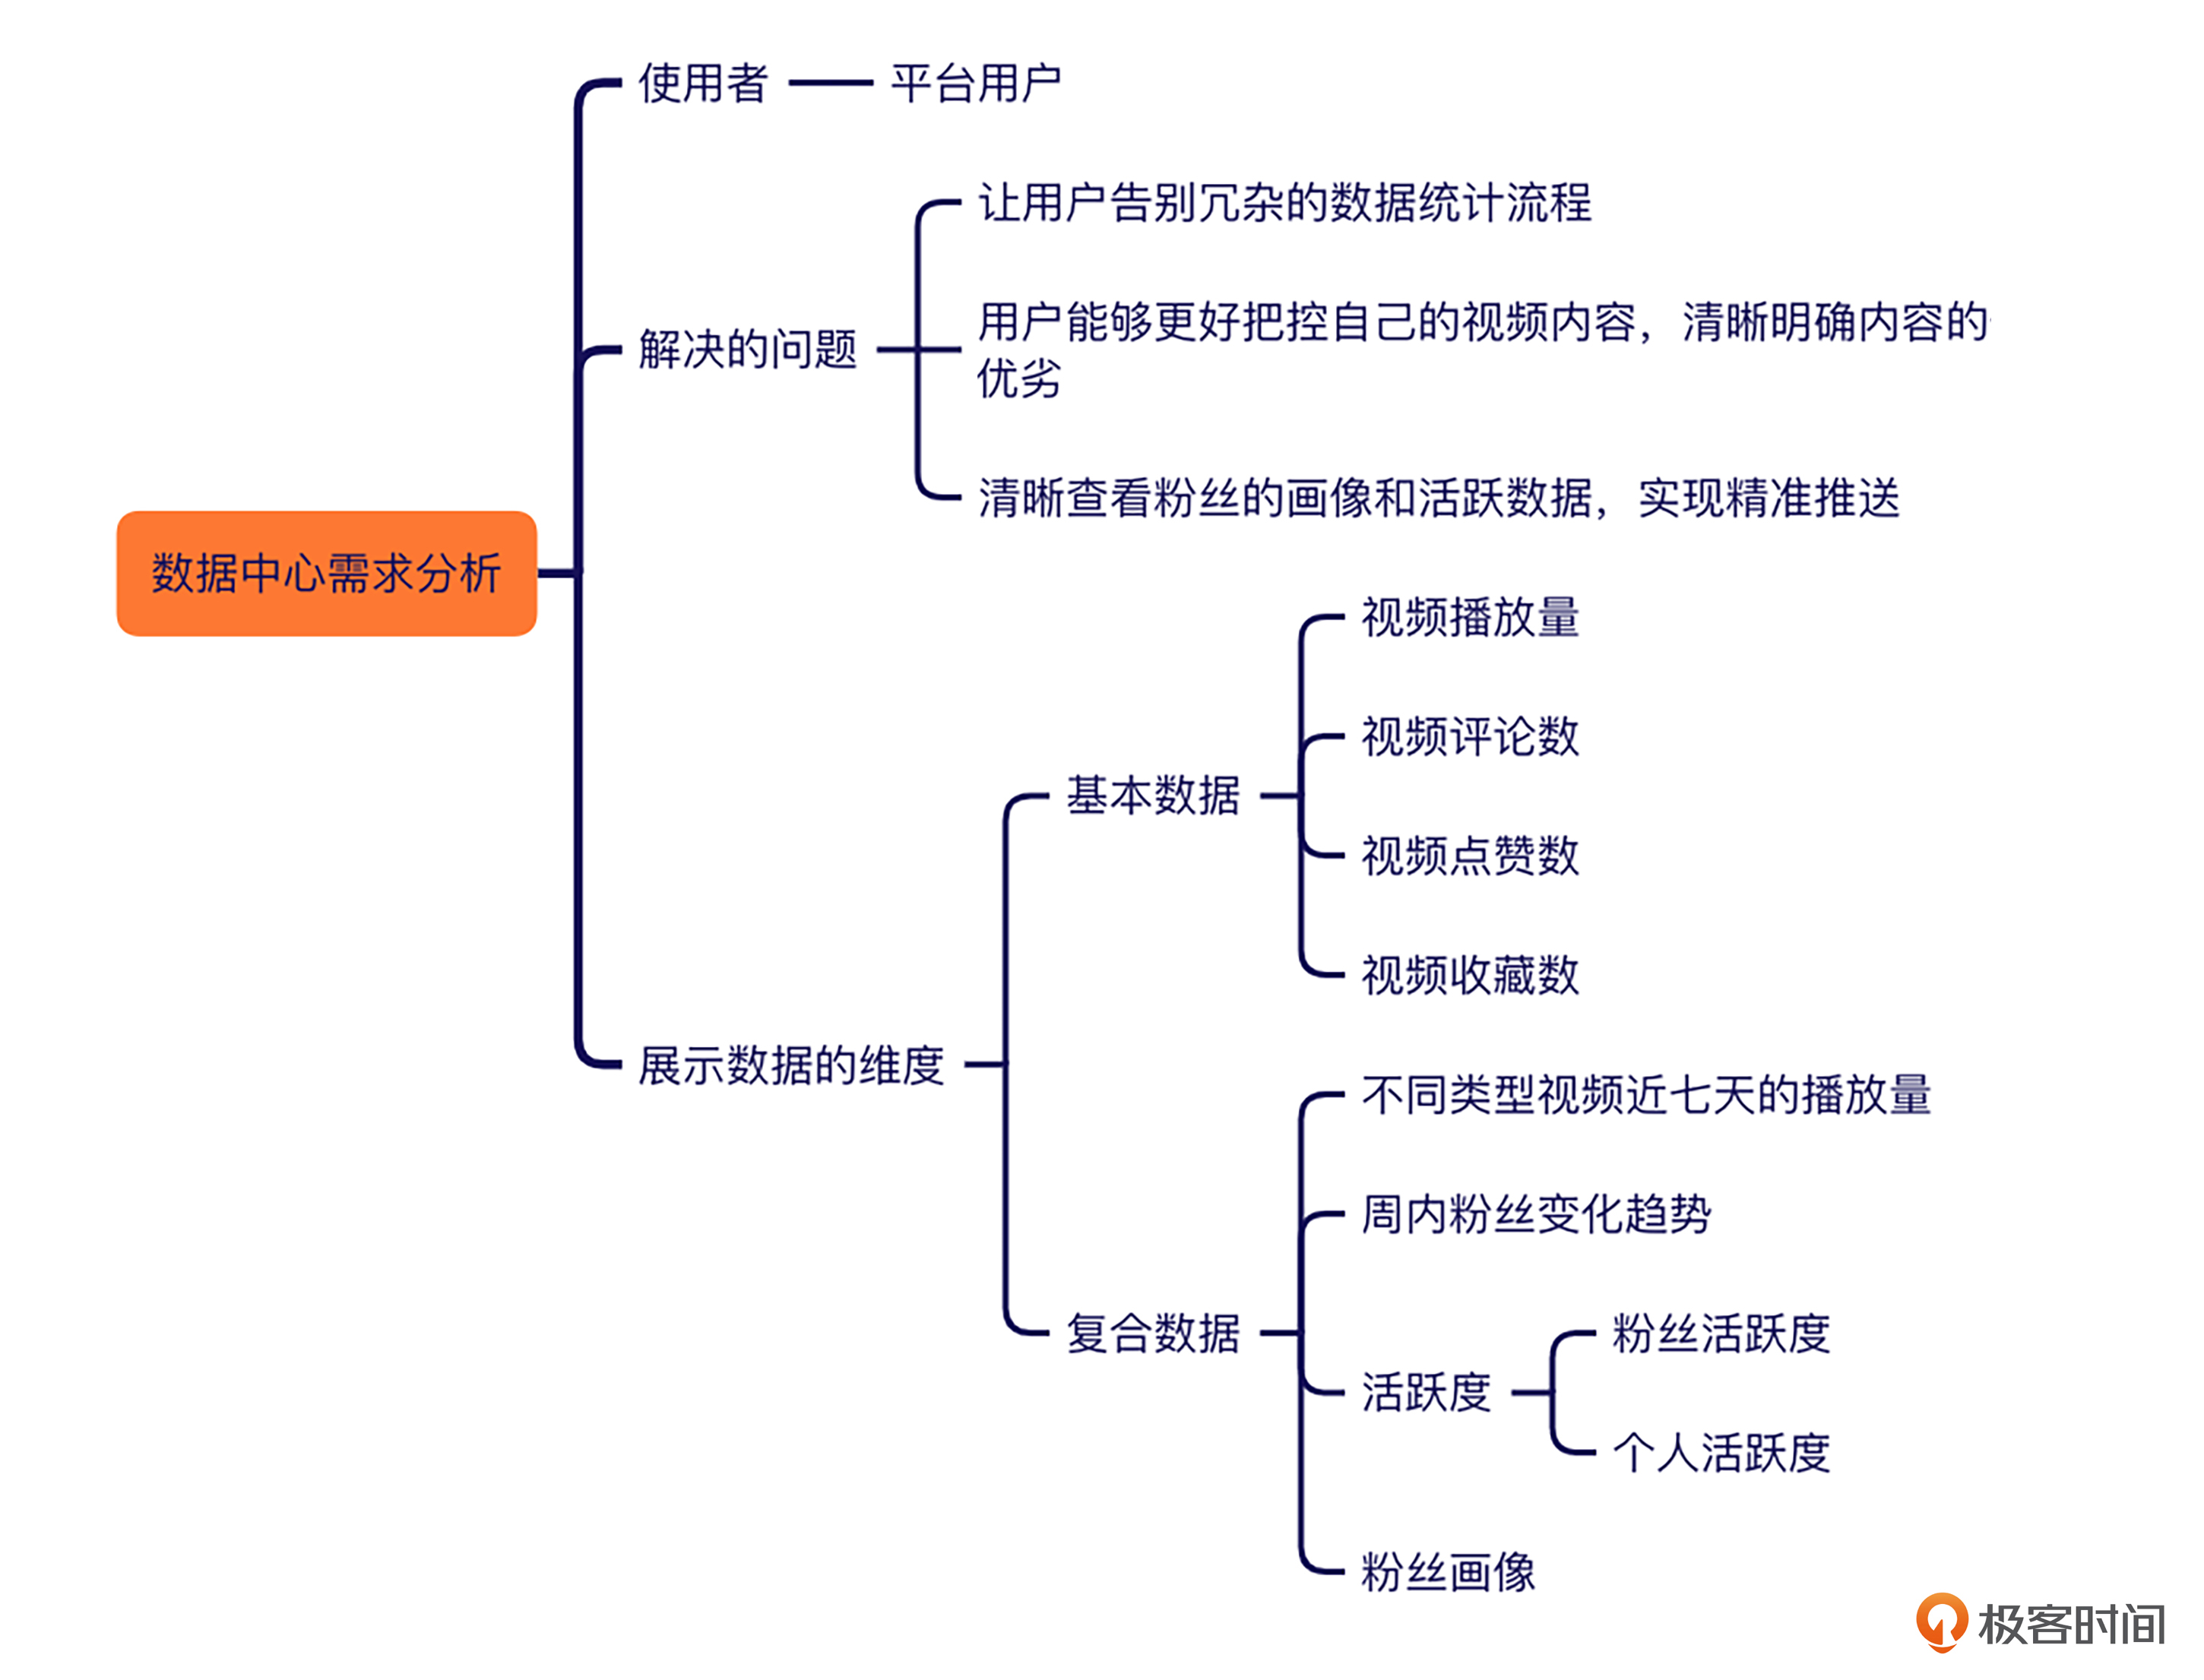 使用者
平台用户
让用户告别冗杂的数据统计流程
解决的问题
用户能够更好把控自己的视频内容，清晰明确内容的
优劣
清晰查看粉丝的画像和活跃数据，实现精准推送
数据中心需求分析
视频播放量
视频评论数
基本数据
视频点赞数
视频收藏数
展示数据的维度
不同类型视频近七天的播放量
周内粉丝变化趋势
复合数据
粉丝活跃度
活跃度
个人活跃度
粉丝画像
极客时间